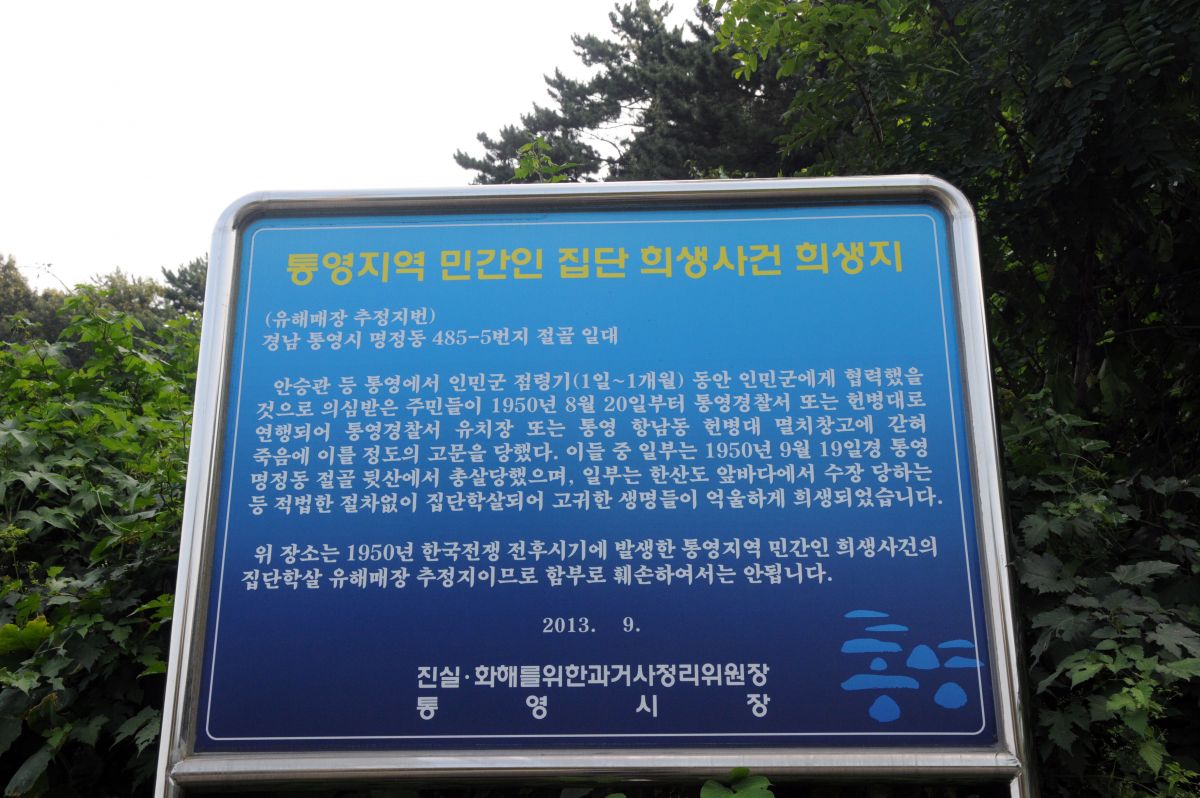 통영지역 민간인 집단 희생사건 희생지
(유해매장 추정지번)
경남 통영시 명정동 485-5번지 절골 일대
안승관 등 통영에서 인민군 점령기(1일~1개월) 동안 인민군에게 협력했을
것으로 의심받은 주민들이 1950년 8월 20일부터 통영경찰서 또는 헌병대로
연행되어 통영경찰서 유치장 또는 통영 항남동 헌병대 멸치창고에 갇혀
죽음에 이를 정도의 고문을 당했다. 이들 중 일부는 1950년 9월 19일경 통영
명정동 절골 뒷산에서 총살당했으며, 일부는 한산도 앞바다에서 수장 당하는
등 적법한 절차없이 집단학살되어 고귀한 생명들이 억울하게 희생되었습니다.
위 장소는 1950년 한국전쟁 전후시기에 발생한 통영지역 민간인 희생사건의
집단학살 유해매장 추정지이므로 함부로 훼손하여서는 안됩니다.
2013. 9.
진실·화해를위한과거사정리위원장
통 영 시 장
통영